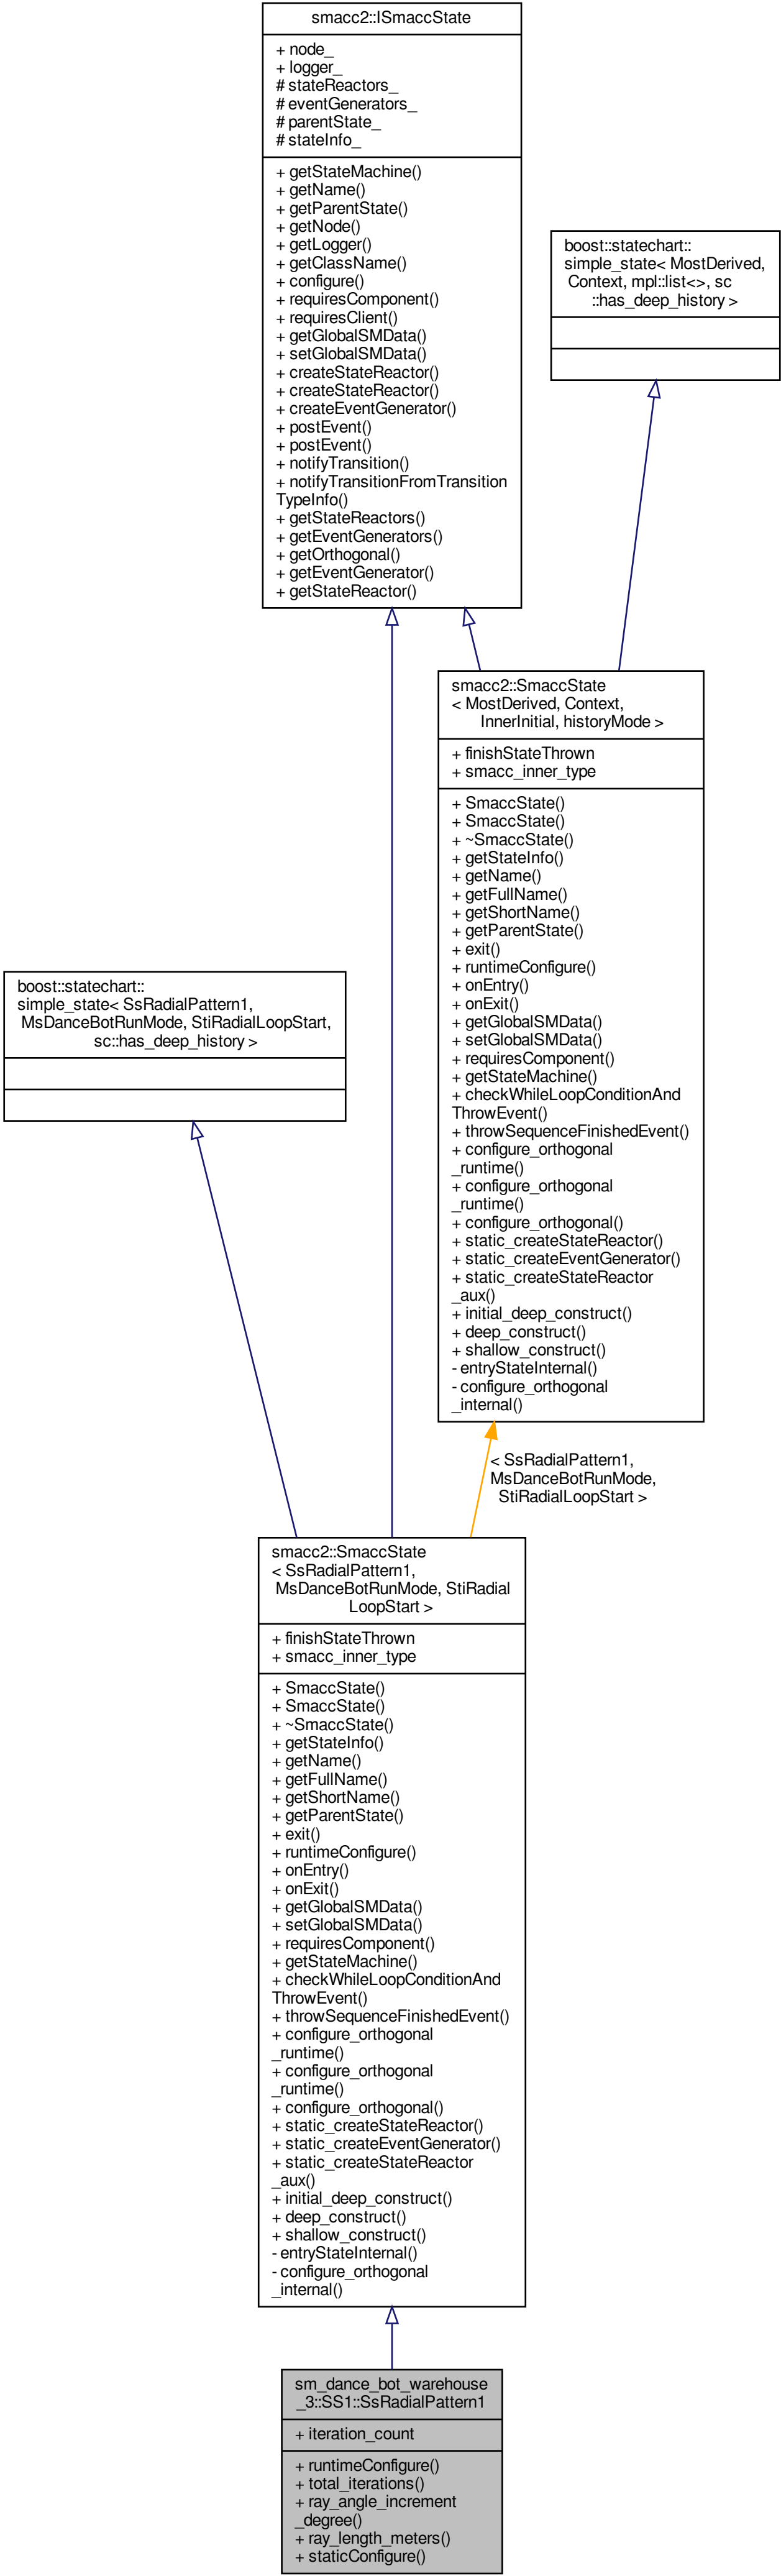 smacc2::ISmaccState
+ node_
+ logger_
# stateReactors_
# eventGenerators_
# parentState_
# stateInfo_
+ getStateMachine()
+ getName()
+ getParentState()
+ getNode()
+ getLogger()
+ getClassName()
+ configure()
+ requiresComponent()
+ requiresClient()
+ getGlobalSMData()
+ setGlobalSMData()
+ createStateReactor()
+ createStateReactor()
+ createEventGenerator()
+ postEvent()
+ postEvent()
+ notifyTransition()
+ notifyTransitionFromTransition
TypeInfo()
+ getStateReactors()
+ getEventGenerators()
+ getOrthogonal()
+ getEventGenerator()
+ getStateReactor()
boost::statechart::
simple_state< MostDerived,
Context, mpl::list<>, sc
::has_deep_history >
smacc2::SmaccState
< MostDerived, Context,
InnerInitial, historyMode >
+ finishStateThrown
+ smacc_inner_type
+ SmaccState()
+ SmaccState()
+ ~SmaccState()
+ getStateInfo()
+ getName()
+ getFullName()
+ getShortName()
+ getParentState()
+ exit()
+ runtimeConfigure()
+ onEntry()
+ onExit()
+ getGlobalSMData()
+ setGlobalSMData()
+ requiresComponent()
+ getStateMachine()
+ checkWhileLoopConditionAnd
ThrowEvent()
+ throwSequenceFinishedEvent()
+ configure_orthogonal
_runtime()
+ configure_orthogonal
_runtime()
+ configure_orthogonal()
+ static_createStateReactor()
+ static_createEventGenerator()
+ static_createStateReactor
_aux()
+ initial_deep_construct()
+ deep_construct()
+ shallow_construct()
- entryStateInternal()
- configure_orthogonal
_internal()
boost::statechart::
simple_state< SsRadialPattern1,
MsDanceBotRunMode, StiRadialLoopStart,
sc::has_deep_history >
< SsRadialPattern1,
MsDanceBotRunMode,
StiRadialLoopStart >
smacc2::SmaccState
< SsRadialPattern1,
MsDanceBotRunMode, StiRadial
LoopStart >
+ finishStateThrown
+ smacc_inner_type
+ SmaccState()
+ SmaccState()
+ ~SmaccState()
+ getStateInfo()
+ getName()
+ getFullName()
+ getShortName()
+ getParentState()
+ exit()
+ runtimeConfigure()
+ onEntry()
+ onExit()
+ getGlobalSMData()
+ setGlobalSMData()
+ requiresComponent()
+ getStateMachine()
+ checkWhileLoopConditionAnd
ThrowEvent()
+ throwSequenceFinishedEvent()
+ configure_orthogonal
_runtime()
+ configure_orthogonal
_runtime()
+ configure_orthogonal()
+ static_createStateReactor()
+ static_createEventGenerator()
+ static_createStateReactor
_aux()
+ initial_deep_construct()
+ deep_construct()
+ shallow_construct()
- entryStateInternal()
- configure_orthogonal
_internal()
sm_dance_bot_warehouse
_3::SS1::SsRadialPattern1
+ iteration_count
+ runtimeConfigure()
+ total_iterations()
+ ray_angle_increment
_degree()
+ ray_length_meters()
+ staticConfigure()